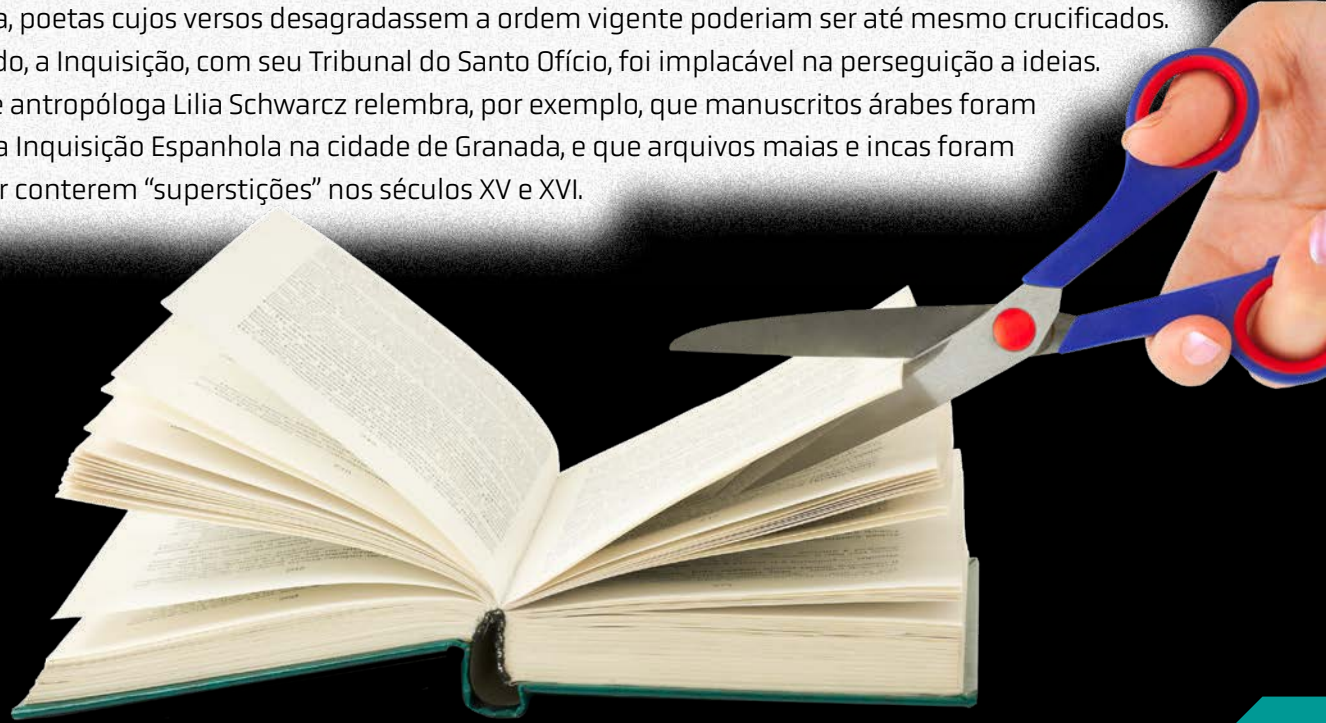 a, poetas cujos versos desagradassem a ordem vigente poderiam ser até mesmo crucificados.
do, a Inquisição, com seu Tribunal do Santo Ofício, foi implacável na perseguição a ideias.
e antropóloga Lilia Schwarcz relembra, por exemplo, que manuscritos árabes foram
a Inquisição Espanhola na cidade de Granada, e que arquivos maias e incas foram
r conterem “superstições” nos séculos XV e XVI.